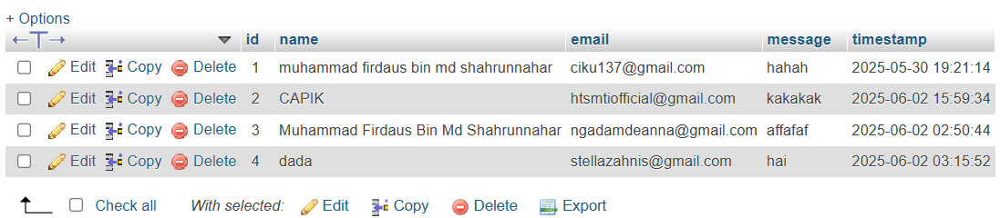 + Options
id name email message timestamp
Edit Copy Delete 1 muhammad firdaus bin md shahrunnahar ciku137@gmail.com hahah 2025-05-30 19:21:14
Edit Copy Delete 2 CAPIK htsmtiofficial@gmail.com kakakak 2025-06-02 15:59:34
Edit Copy Delete 3 Muhammad Firdaus Bin Md Shahrunnahar ngadamdeanna@gmail.com affafaf 2025-06-02 02:50:44
Edit Copy Delete 4 dada stellazahnis@gmail.com hai 2025-06-02 03:15:52
Check all With selected: Edit Copy Delete Export